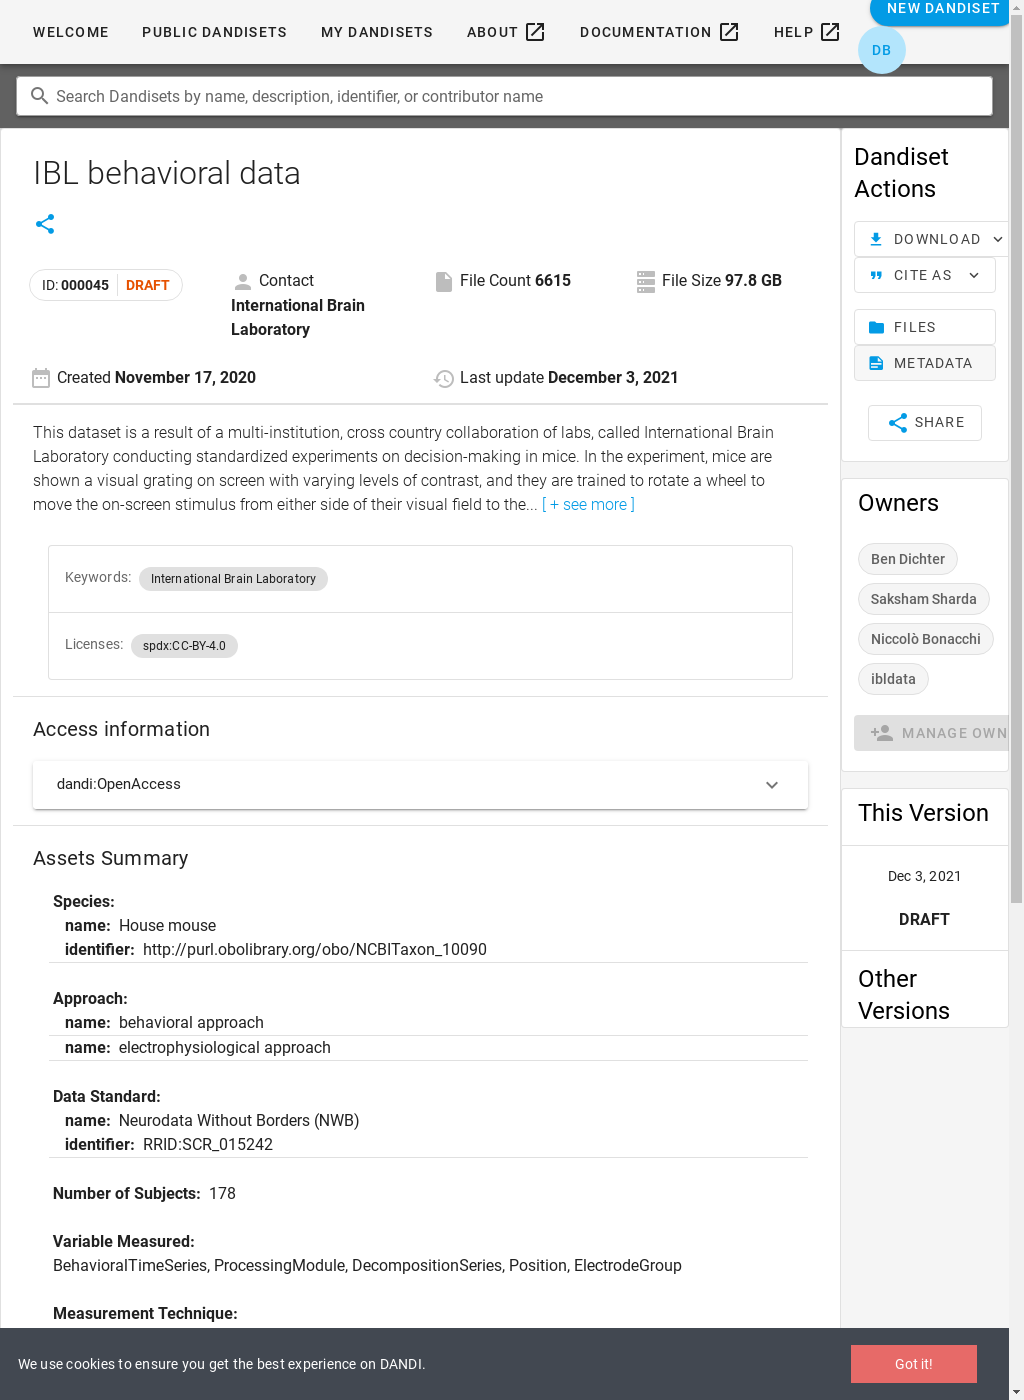 NEW DANDISET
WELCOME PUBLIC DANDISETS MY DANDISETS ABOUT DOCUMENTATION HELP
DB
Search Dandisets by name, description, identifier, or contributor name
IBL behavioral data
ID: 000045 DRAFT
Contact
International Brain
Laboratory
File Count 6615
File Size 97.8 GB
Created November 17, 2020
Last update December 3, 2021
This dataset is a result of a multi-institution, cross country collaboration of labs, called International Brain
Laboratory conducting standardized experiments on decision-making in mice. In the experiment, mice are
shown a visual grating on screen with varying levels of contrast, and they are trained to rotate a wheel to
move the on-screen stimulus from either side of their visual field to the... [ + see more ]
Keywords: International Brain Laboratory
Licenses: spdx:CC-BY-4.0
Access information
dandi:OpenAccess
Assets Summary
Species:
name: House mouse
identifier: http://purl.obolibrary.org/obo/NCBITaxon_10090
Approach:
name: behavioral approach
name: electrophysiological approach
Data Standard:
name: Neurodata Without Borders (NWB)
identifier: RRID:SCR_015242
Number of Subjects: 178
Variable Measured:
BehavioralTimeSeries, ProcessingModule, DecompositionSeries, Position, ElectrodeGroup
Measurement Technique:
Dandiset
Actions
DOWNLOAD
CITE AS
FILES
METADATA
SHARE
Owners
Ben Dichter
Saksham Sharda
Niccolò Bonacchi
ibldata
MANAGE OWN
This Version
Dec 3, 2021
DRAFT
Other
Versions
We use cookies to ensure you get the best experience on DANDI.
Got it!